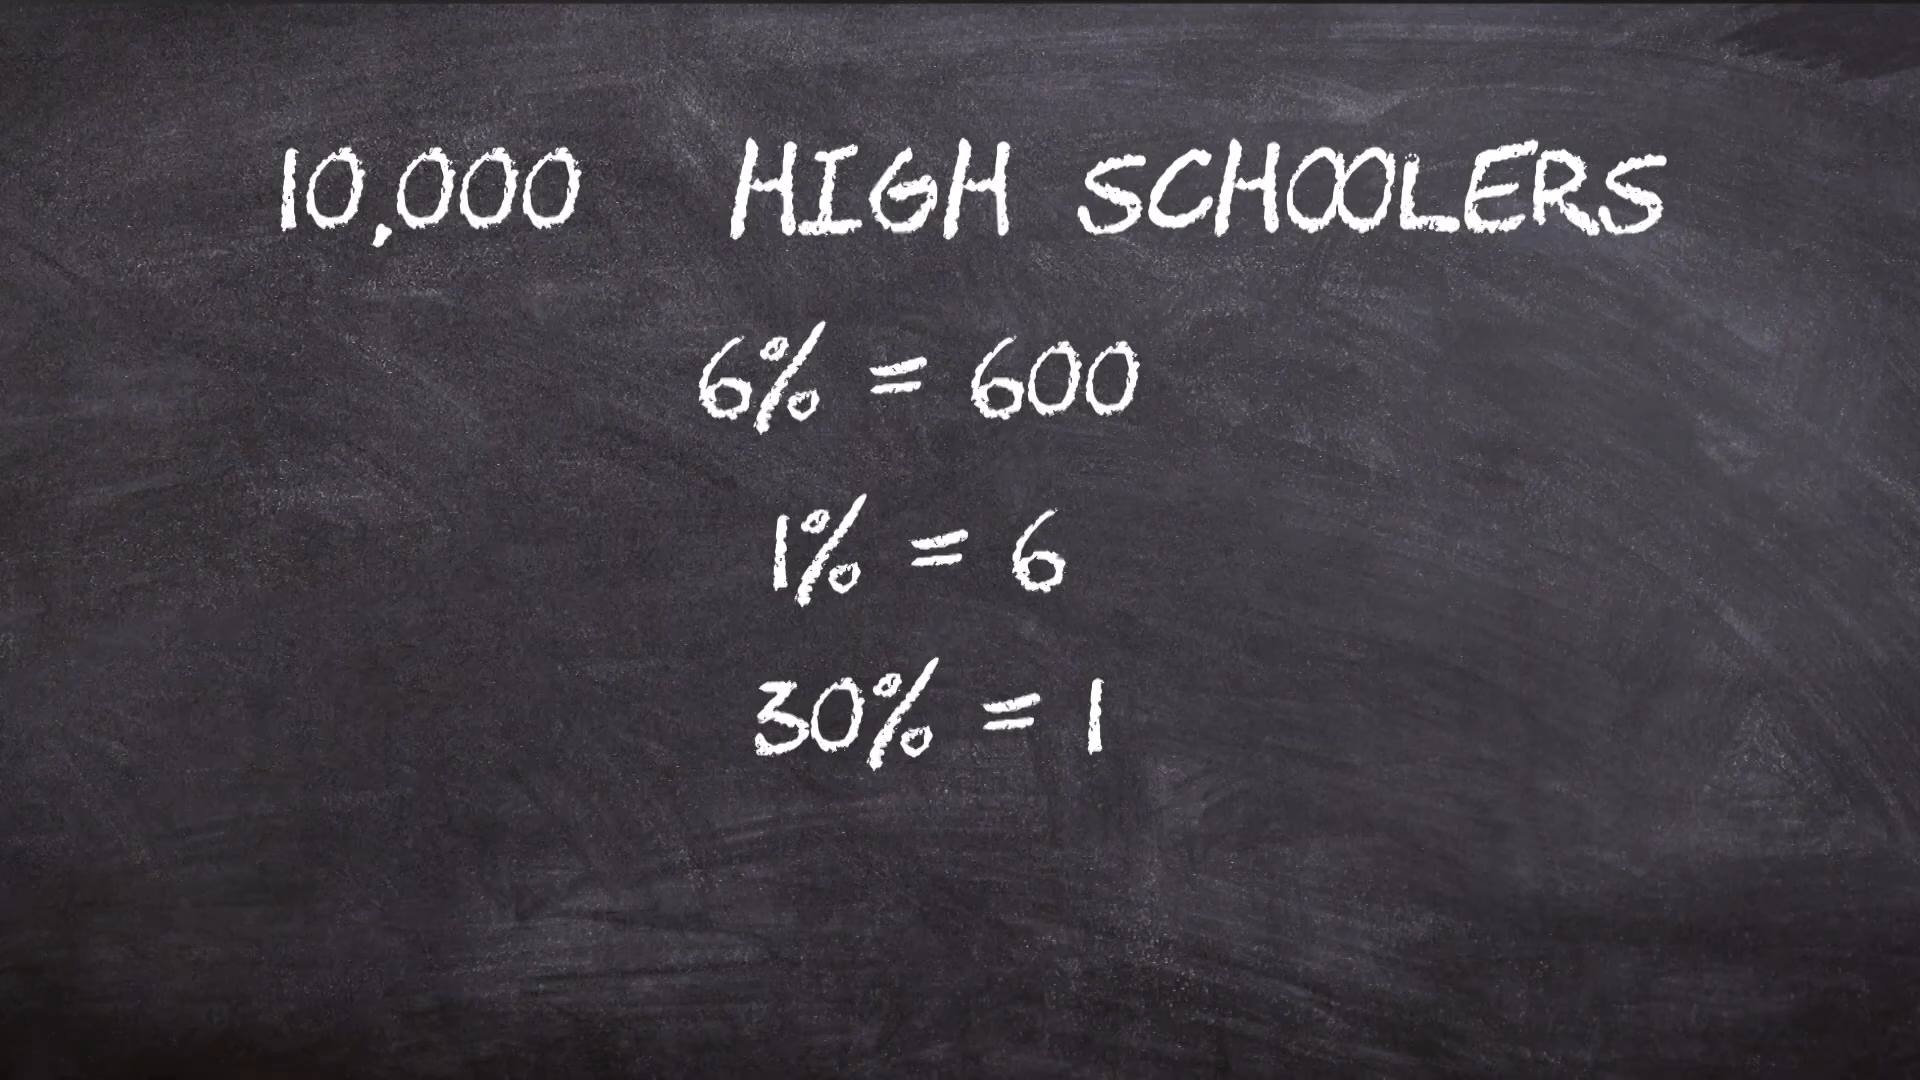 10,000 HIGH SCHOOLERS
6% = 600
1% = 6
30% = 1